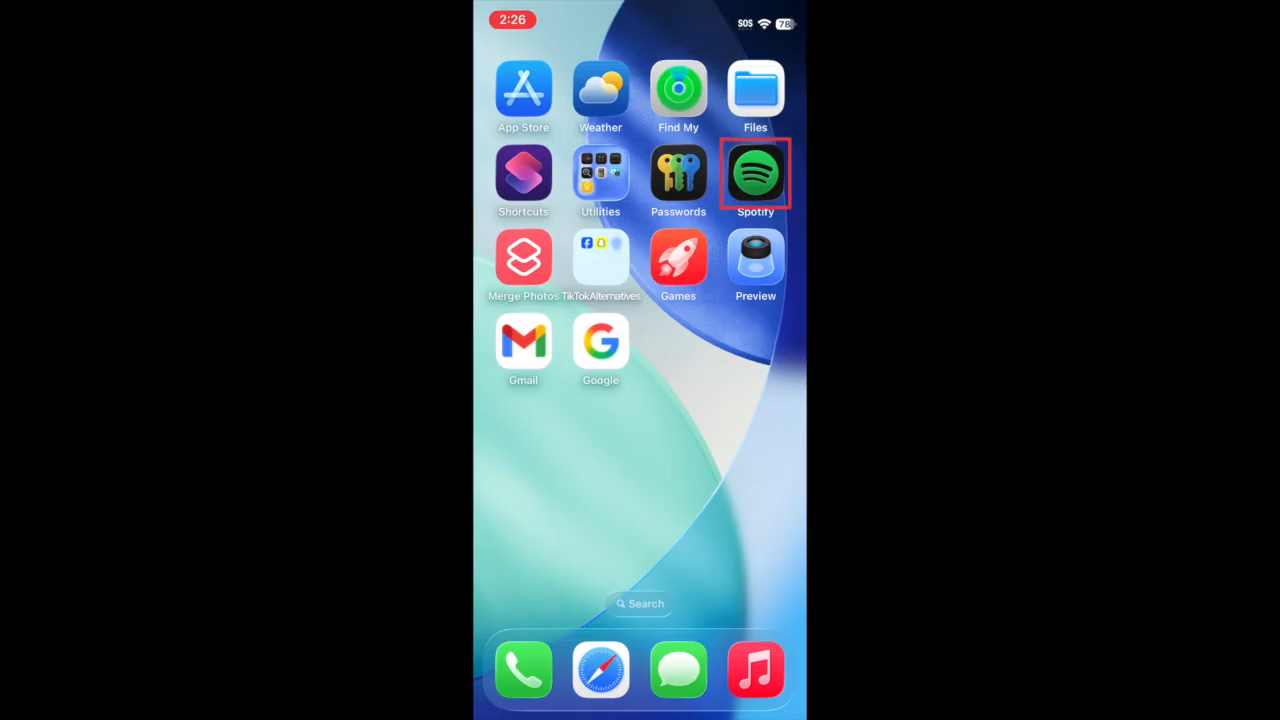 2:26
SOS
78
App Store
Weather
Find My
Files
Shortcuts
Utilities
Passwords
Spotify
Merge Photos
TikTokAlternatives
Games
Preview
Gmail
Google
Search